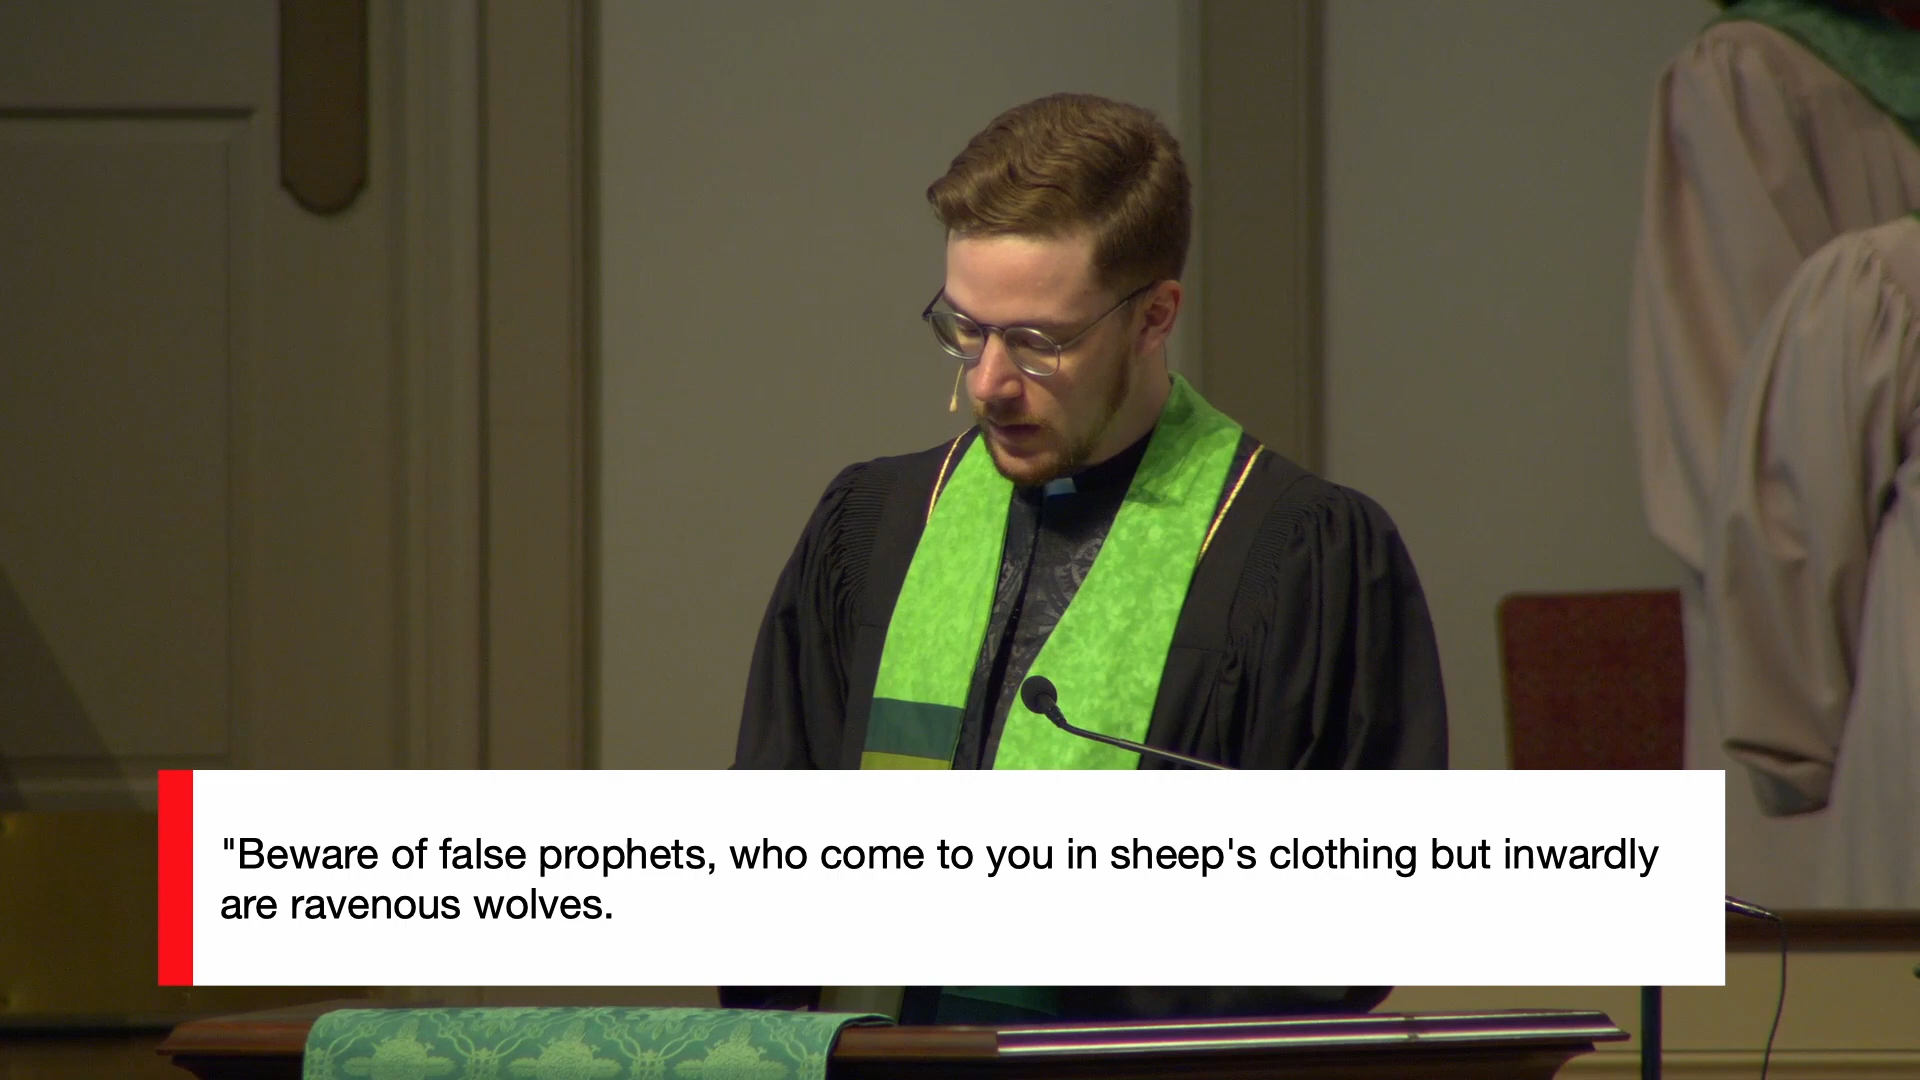 "Beware of false prophets, who come to you in sheep's clothing but inwardly
are ravenous wolves.